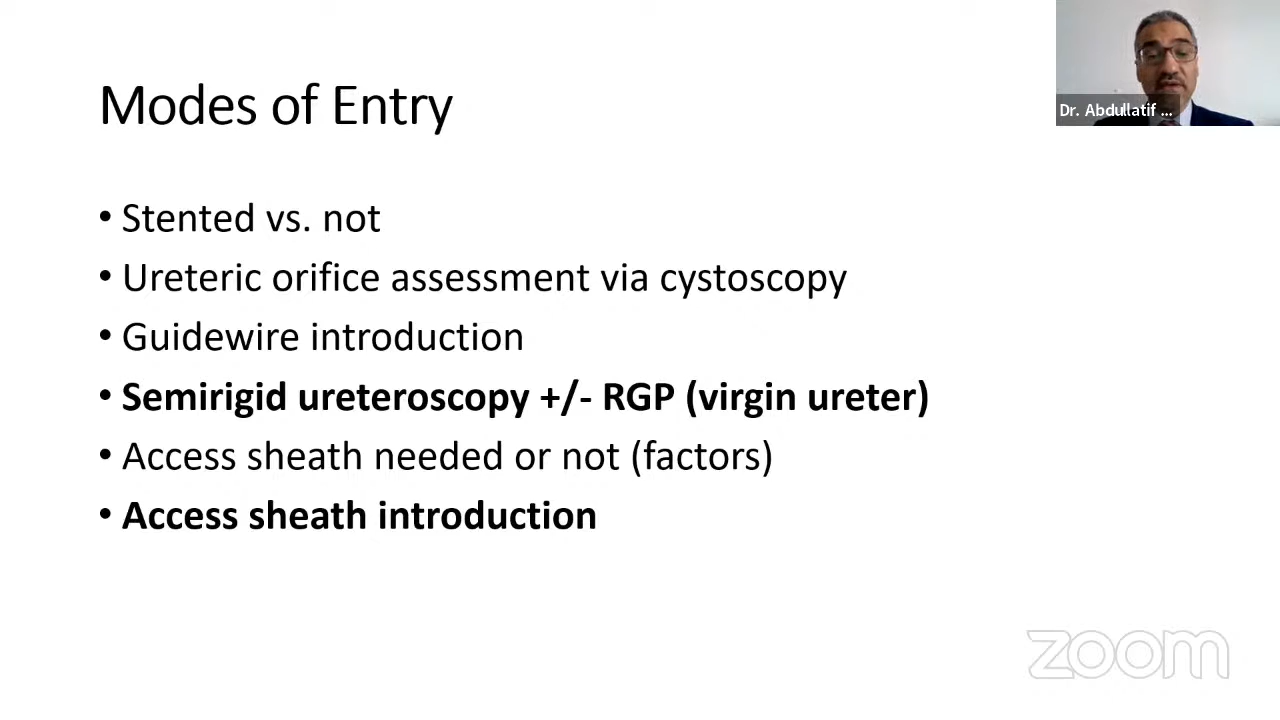 Modes of Entry
Dr. Abdullatif ...
• Stented vs. not
• Ureteric orifice assessment via cystoscopy
• Guidewire introduction
• Semirigid ureteroscopy +/- RGP (virgin ureter)
• Access sheath needed or not (factors)
• Access sheath introduction
zoom